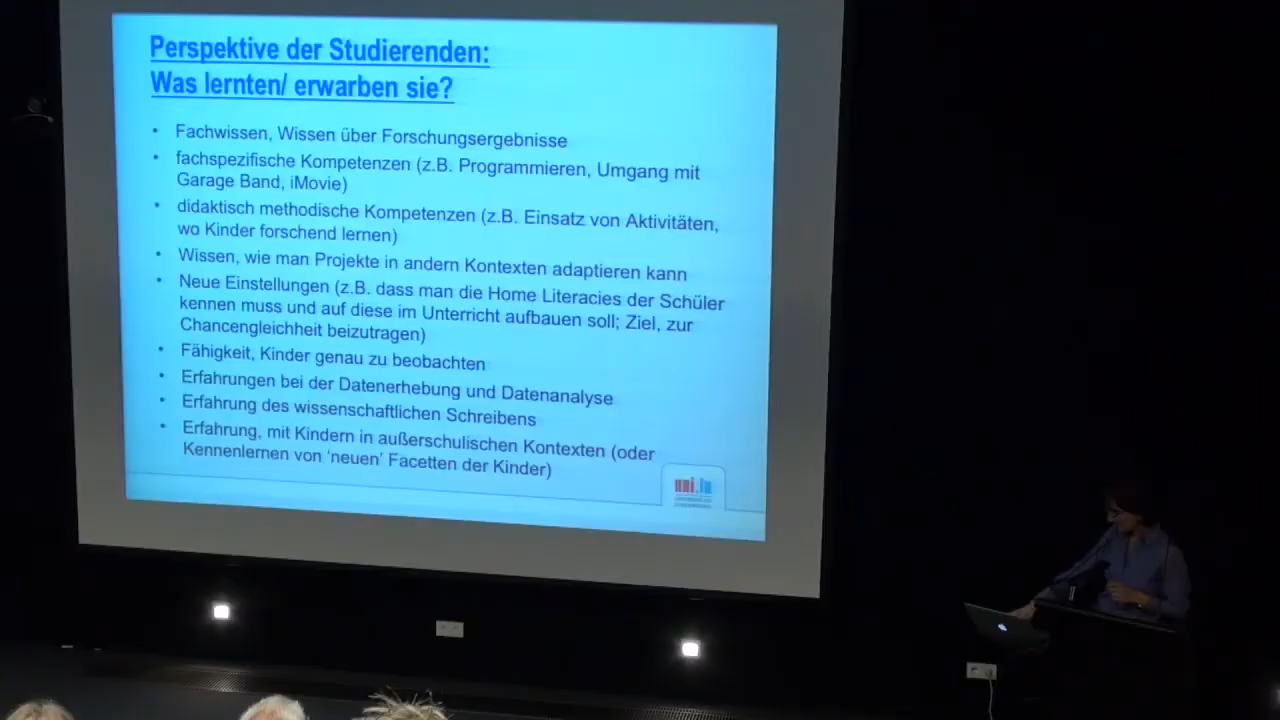 Perspektive der Studierenden:
Was lernten/ erwarben sie?
• Fachwissen, Wissen über Forschungsergebnisse
• fachspezifische Kompetenzen (z.B. Programmieren, Umgang mit
Garage Band, iMovie)
• didaktisch methodische Kompetenzen (z.B. Einsatz von Aktivitäten,
wo Kinder forschend lernen)
• Wissen, wie man Projekte in andern Kontexten adaptieren kann
• Neue Einstellungen (z.B. dass man die Home Literacies der Schüler
kennen muss und auf diese im Unterricht aufbauen soll; Ziel, zur
Chancengleichheit beizutragen)
• Fähigkeit, Kinder genau zu beobachten
• Erfahrungen bei der Datenerhebung und Datenanalyse
• Erfahrung des wissenschaftlichen Schreibens
• Erfahrung, mit Kindern in außerschulischen Kontexten (oder
Kennenlernen von ‘neuen’ Facetten der Kinder)